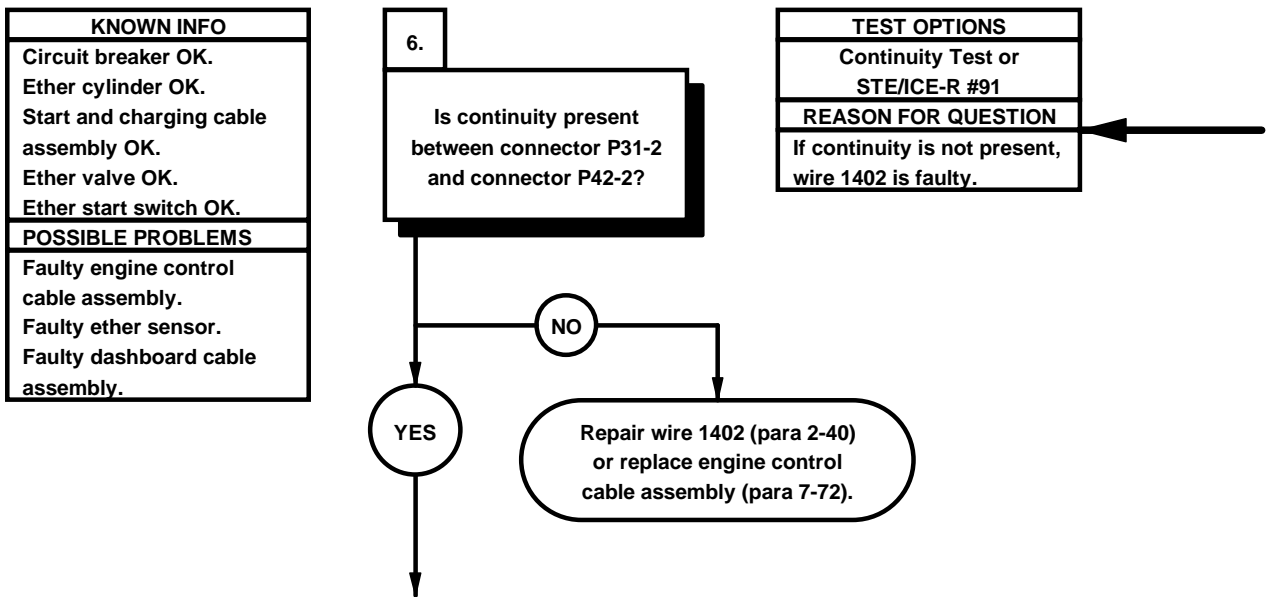 KNOWN INFO
Circuit breaker OK.
Ether cylinder OK.
Start and charging cable
assembly OK.
Ether valve OK.
Ether start switch OK.
POSSIBLE PROBLEMS
Faulty engine control
cable assembly.
Faulty ether sensor.
Faulty dashboard cable
assembly.
6.
Is continuity present
between connector P31-2
and connector P42-2?
TEST OPTIONS
Continuity Test or
STE/ICE-R #91
REASON FOR QUESTION
If continuity is not present,
wire 1402 is faulty.
NO
YES
Repair wire 1402 (para 2-40)
or replace engine control
cable assembly (para 7-72).